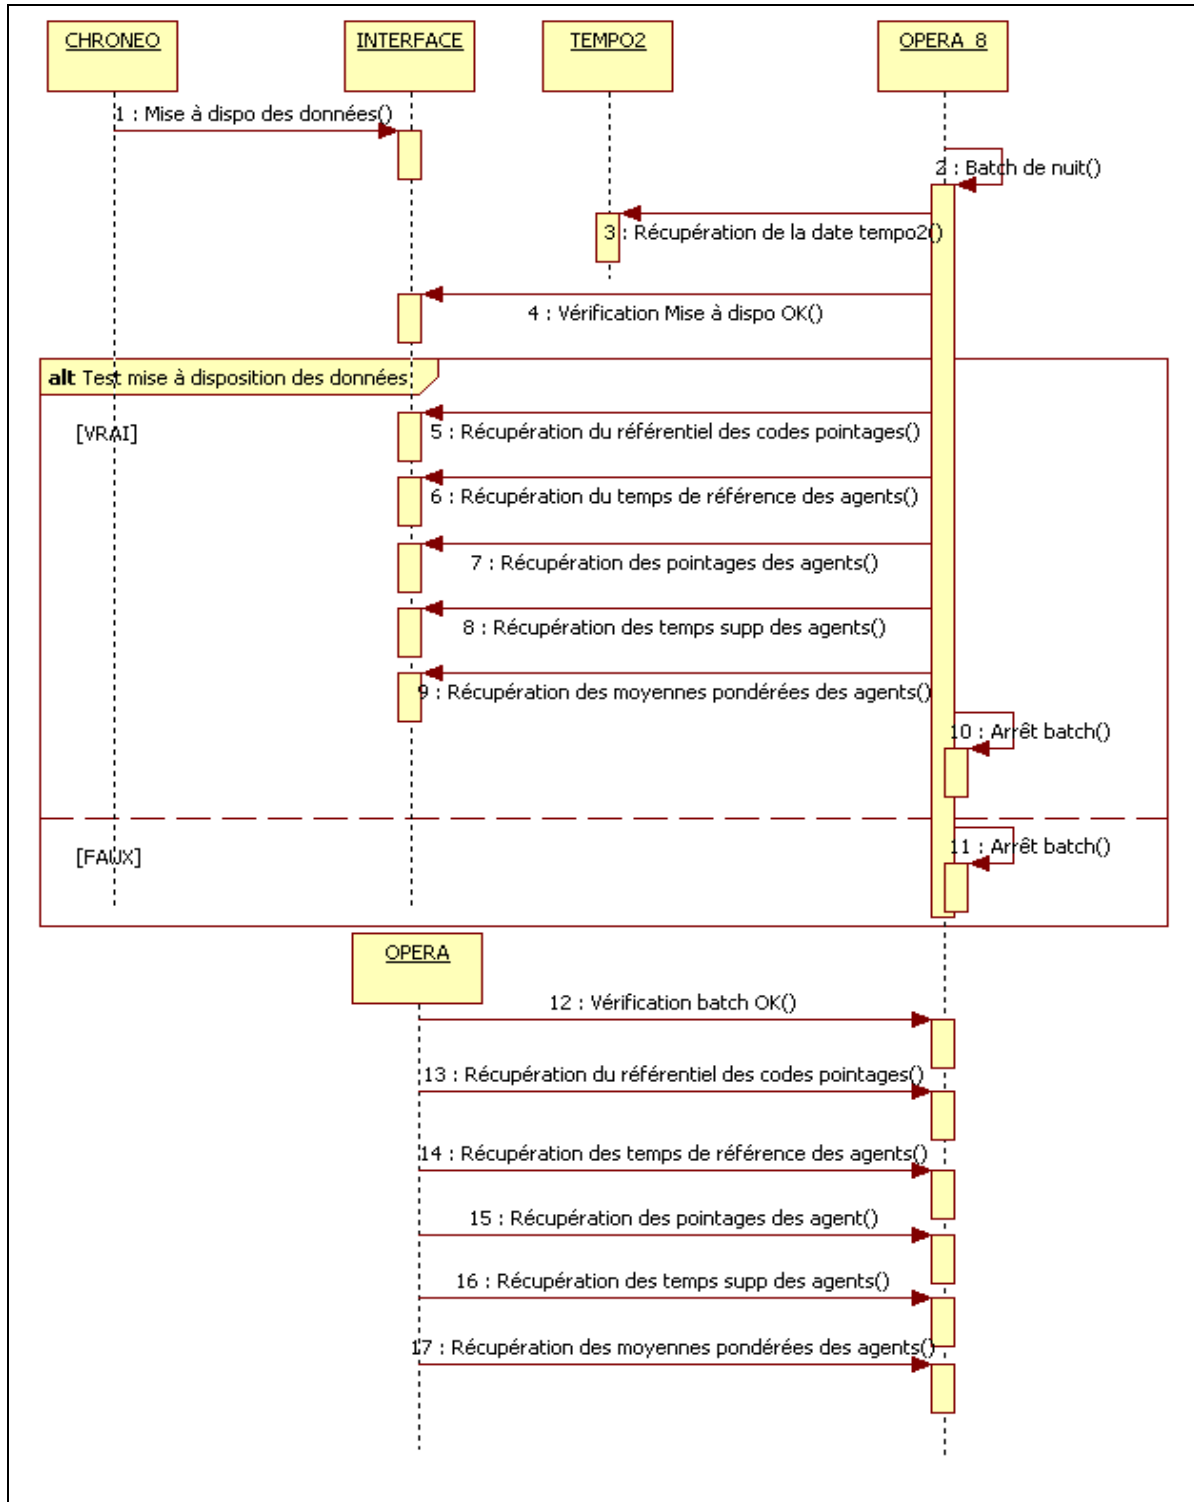 CHRONEO
INTERFACE
TEMPO2
OPERA_8
1 : Mise à dispo des données()
2 : Batch de nuit()
3 : Récupération de la date tempo2()
4 : Vérification Mise à dispo OK()
alt Test mise à disposition des données
[VRAI]
5 : Récupération du référentiel des codes pointages()
6 : Récupération du temps de référence des agents()
7 : Récupération des pointages des agents()
8 : Récupération des temps supp des agents()
9 : Récupération des moyennes pondérées des agents()
10 : Arrêt batch()
[FAUX]
11 : Arrêt batch()
OPERA
12 : Vérification batch OK()
13 : Récupération du référentiel des codes pointages()
14 : Récupération des temps de référence des agents()
15 : Récupération des pointages des agent()
16 : Récupération des temps supp des agents()
17 : Récupération des moyennes pondérées des agents()